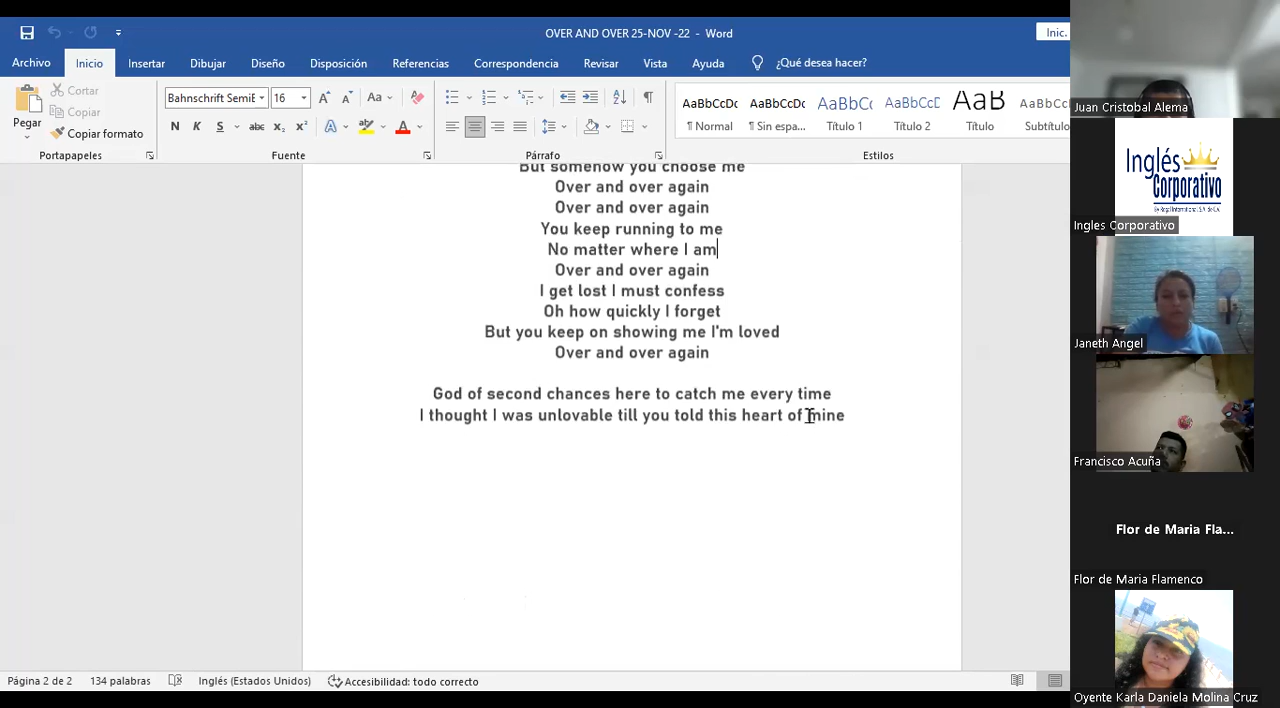 OVER AND OVER 25-NOV -22 - Word
Inic.
Archivo Inicio Insertar Dibujar Diseño Disposición Referencias Correspondencia Revisar Vista Ayuda ¿Qué desea hacer?
Pegar
Cortar
Copiar
Copiar formato
Portapapeles
Bahnschrift SemiE 16
Aa
N K S abc x₂ x² A A
Fuente
Párrafo
AaBbCcDc AaBbCcDc AaBbCc AaBbCcD AaB AaBbCc
¶ Normal ¶ Sin espa... Título 1 Título 2 Título Subtítulo
Estilos
But somehow you choose me
Over and over again
Over and over again
You keep running to me
No matter where I am
Over and over again
I get lost I must confess
Oh how quickly I forget
But you keep on showing me I'm loved
Over and over again
God of second chances here to catch me every time
I thought I was unlovable till you told this heart of mine
Página 2 de 2 134 palabras Inglés (Estados Unidos) Accesibilidad: todo correcto
Juan Cristobal Alema
Inglés
Corporativo
Ingles Corporativo
Janeth Angel
Francisco Acuña
Flor de Maria Fla...
Flor de Maria Flamenco
Oyente Karla Daniela Molina Cruz